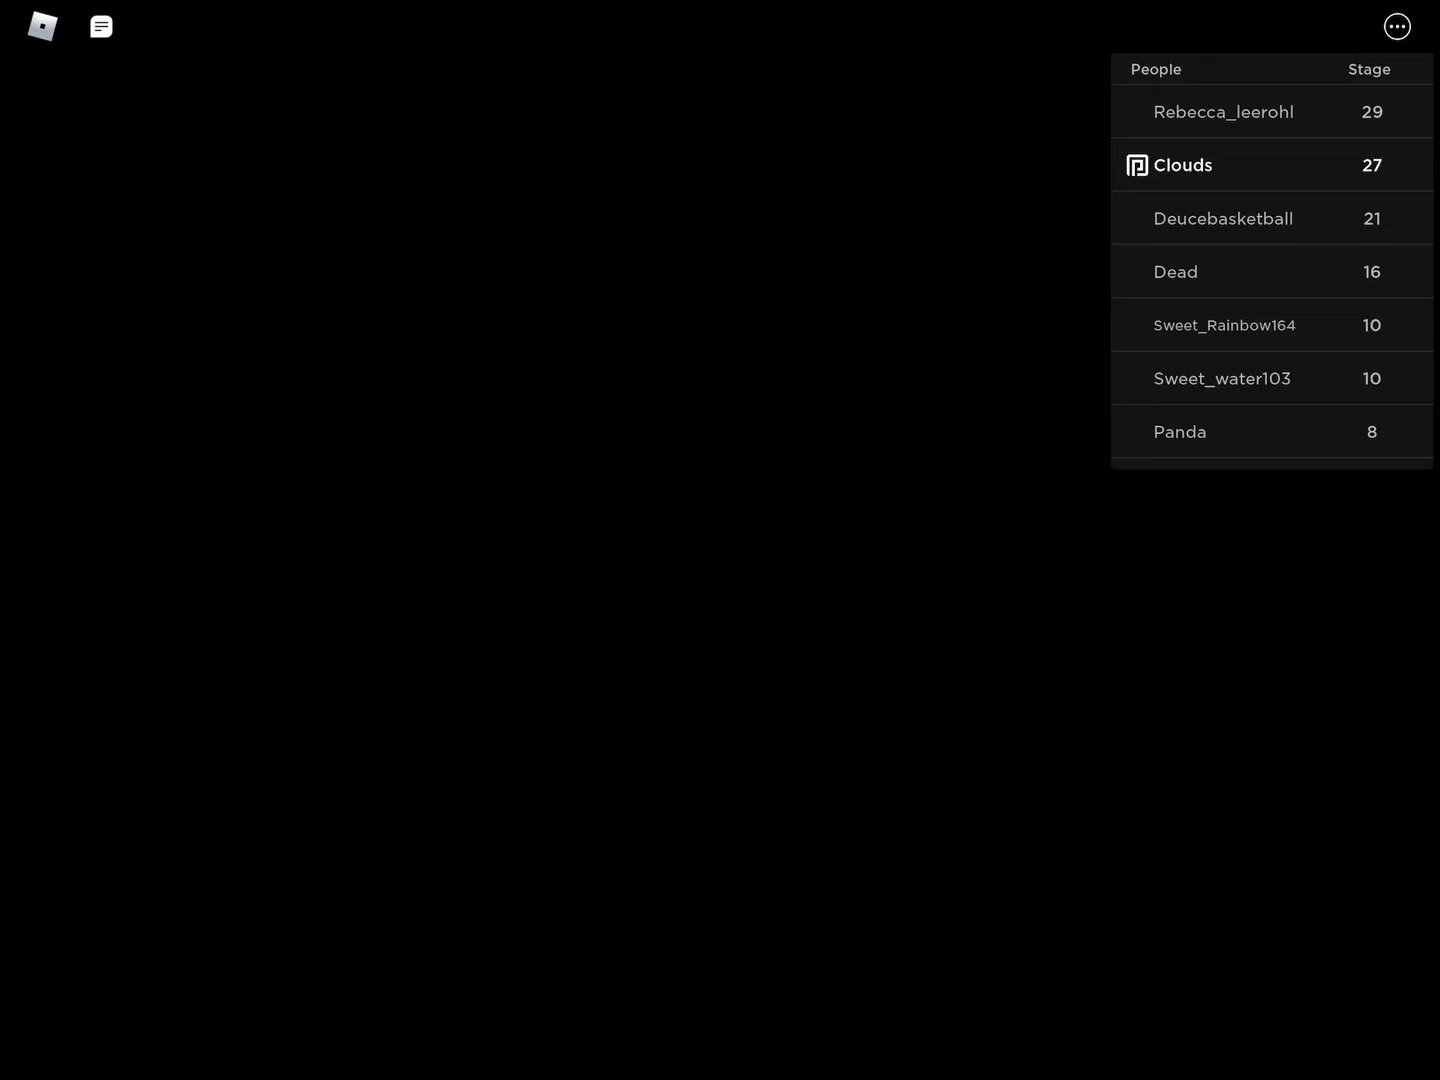 People Stage
Rebecca_leerohl 29
Clouds 27
Deucebasketball 21
Dead 16
Sweet_Rainbow164 10
Sweet_water103 10
Panda 8